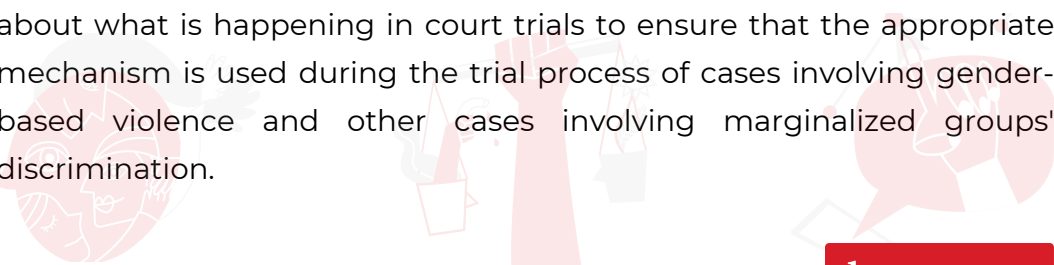 about what is happening in court trials to ensure that the appropriate
mechanism is used during the trial process of cases involving gender-
based violence and other cases involving marginalized groups'
discrimination.